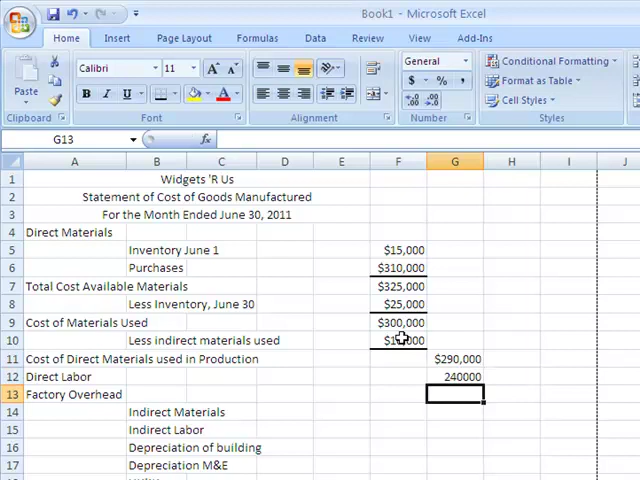 Book1 - Microsoft Excel
Home Insert Page Layout Formulas Data Review View Add-Ins
Calibri 11 General Conditional Formatting
Paste B I U $ % , Format as Table
Cell Styles
Clipboard Font Alignment Number Styles
G13 fx
A B C D E F G H I J
1 Widgets 'R Us
2 Statement of Cost of Goods Manufactured
3 For the Month Ended June 30, 2011
4 Direct Materials
5 Inventory June 1 $15,000
6 Purchases $310,000
7 Total Cost Available Materials $325,000
8 Less Inventory, June 30 $25,000
9 Cost of Materials Used $300,000
10 Less indirect materials used
11 Cost of Direct Materials used in Production $290,000
12 Direct Labor 240000
13 Factory Overhead
14 Indirect Materials
15 Indirect Labor
16 Depreciation of building
17 Depreciation M&E